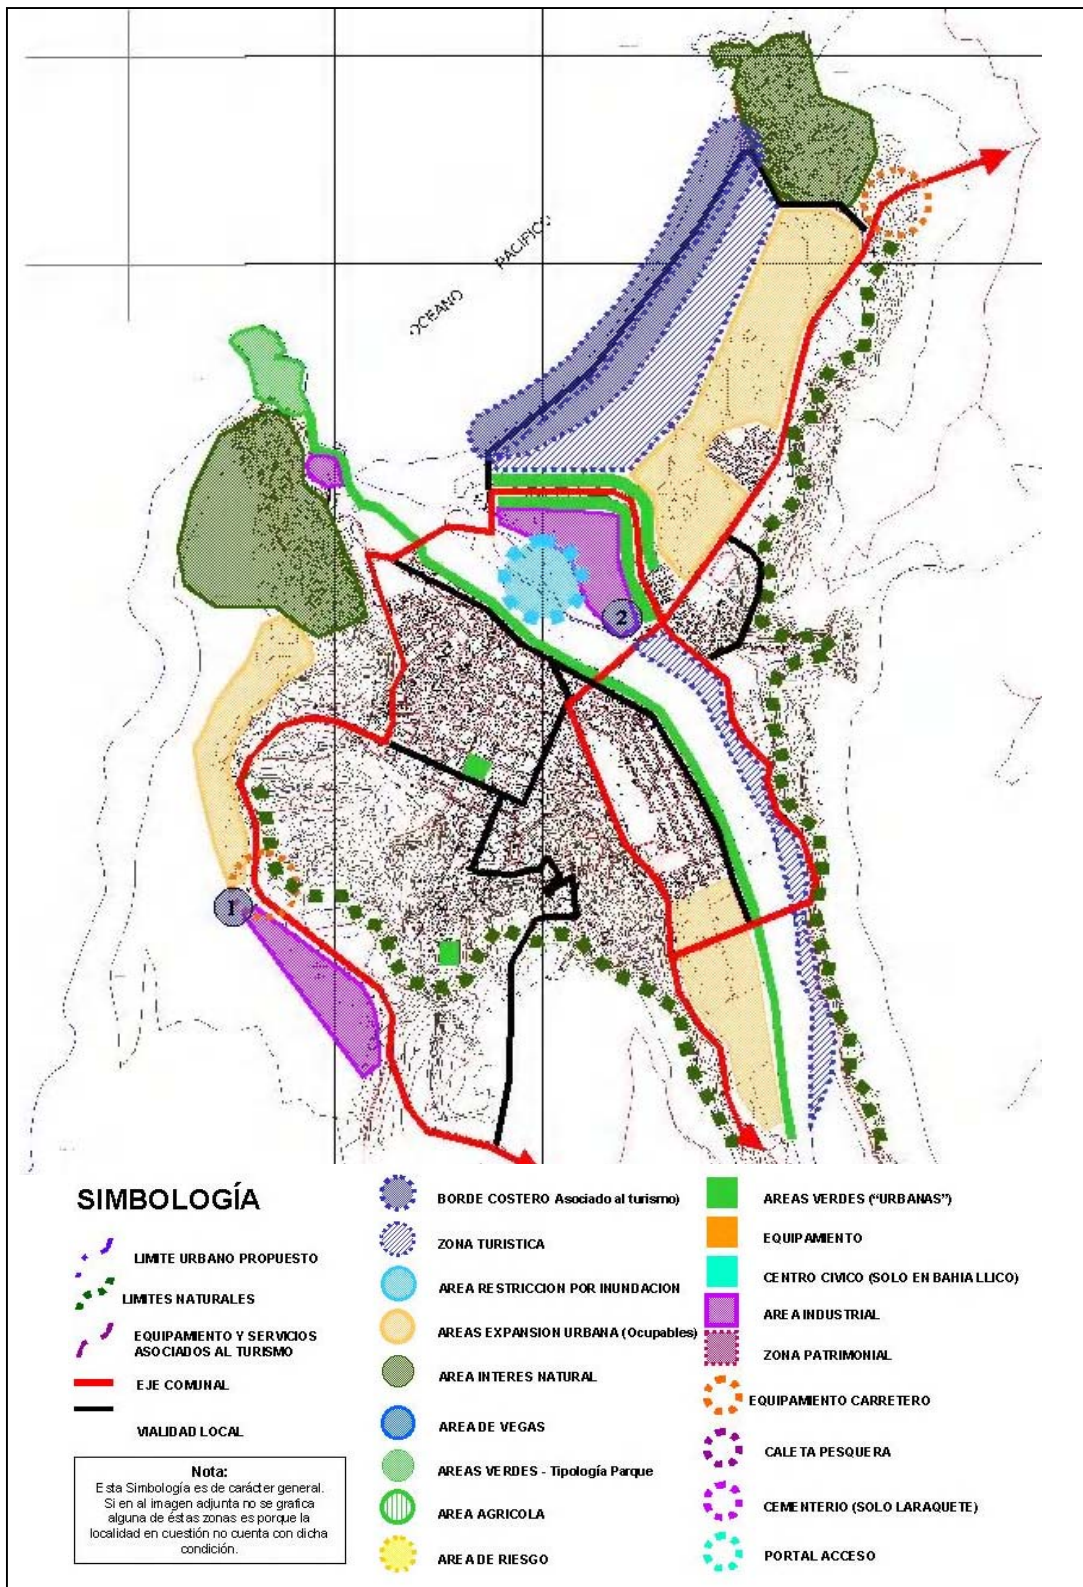 OCEANO
PACIFICO
2
1
SIMBOLOGÍA
LIMITE URBANO PROPUESTO
LIMITES NATURALES
EQUIPAMIENTO Y SERVICIOS
ASOCIADOS AL TURISMO
EJE COMUNAL
VIALIDAD LOCAL
Nota:
Esta Simbología es de carácter general.
Si en al imagen adjunta no se grafica
alguna de éstas zonas es porque la
localidad en cuestión no cuenta con dicha
condición.
BORDE COSTERO Asociado al turismo)
ZONA TURISTICA
AREA RESTRICCION POR INUNDACION
AREAS EXPANSION URBANA (Ocupables)
AREA INTERES NATURAL
AREA DE VEGAS
AREAS VERDES - Tipología Parque
AREA AGRICOLA
AREA DE RIESGO
AREAS VERDES ("URBANAS")
EQUIPAMIENTO
CENTRO CIVICO (SOLO EN BAHIA LLICO)
AREA INDUSTRIAL
ZONA PATRIMONIAL
EQUIPAMIENTO CARRETERO
CALETA PESQUERA
CEMENTERIO (SOLO LARAQUETE)
PORTAL ACCESO